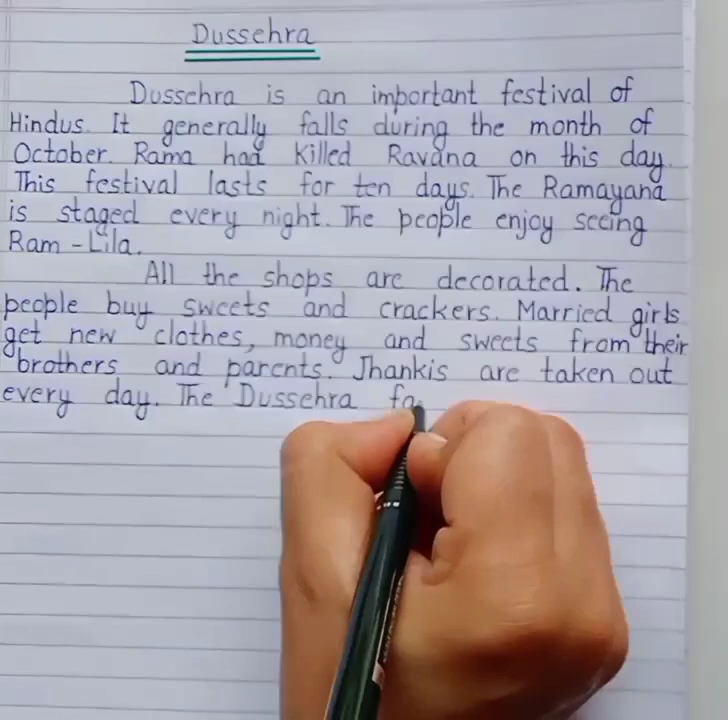 Dussehra
Dussehra is an important festival of
Hindus. It generally falls during the month of
October. Rama had killed Ravana on this day.
This festival lasts for ten days. The Ramayana
is staged every night. The people enjoy seeing
Ram-Lila.
All the shops are decorated. The
people buy sweets and crackers. Married girls
get new clothes, money and sweets from their
brothers and parents. Jhankis are taken out
every day. The Dussehra fa